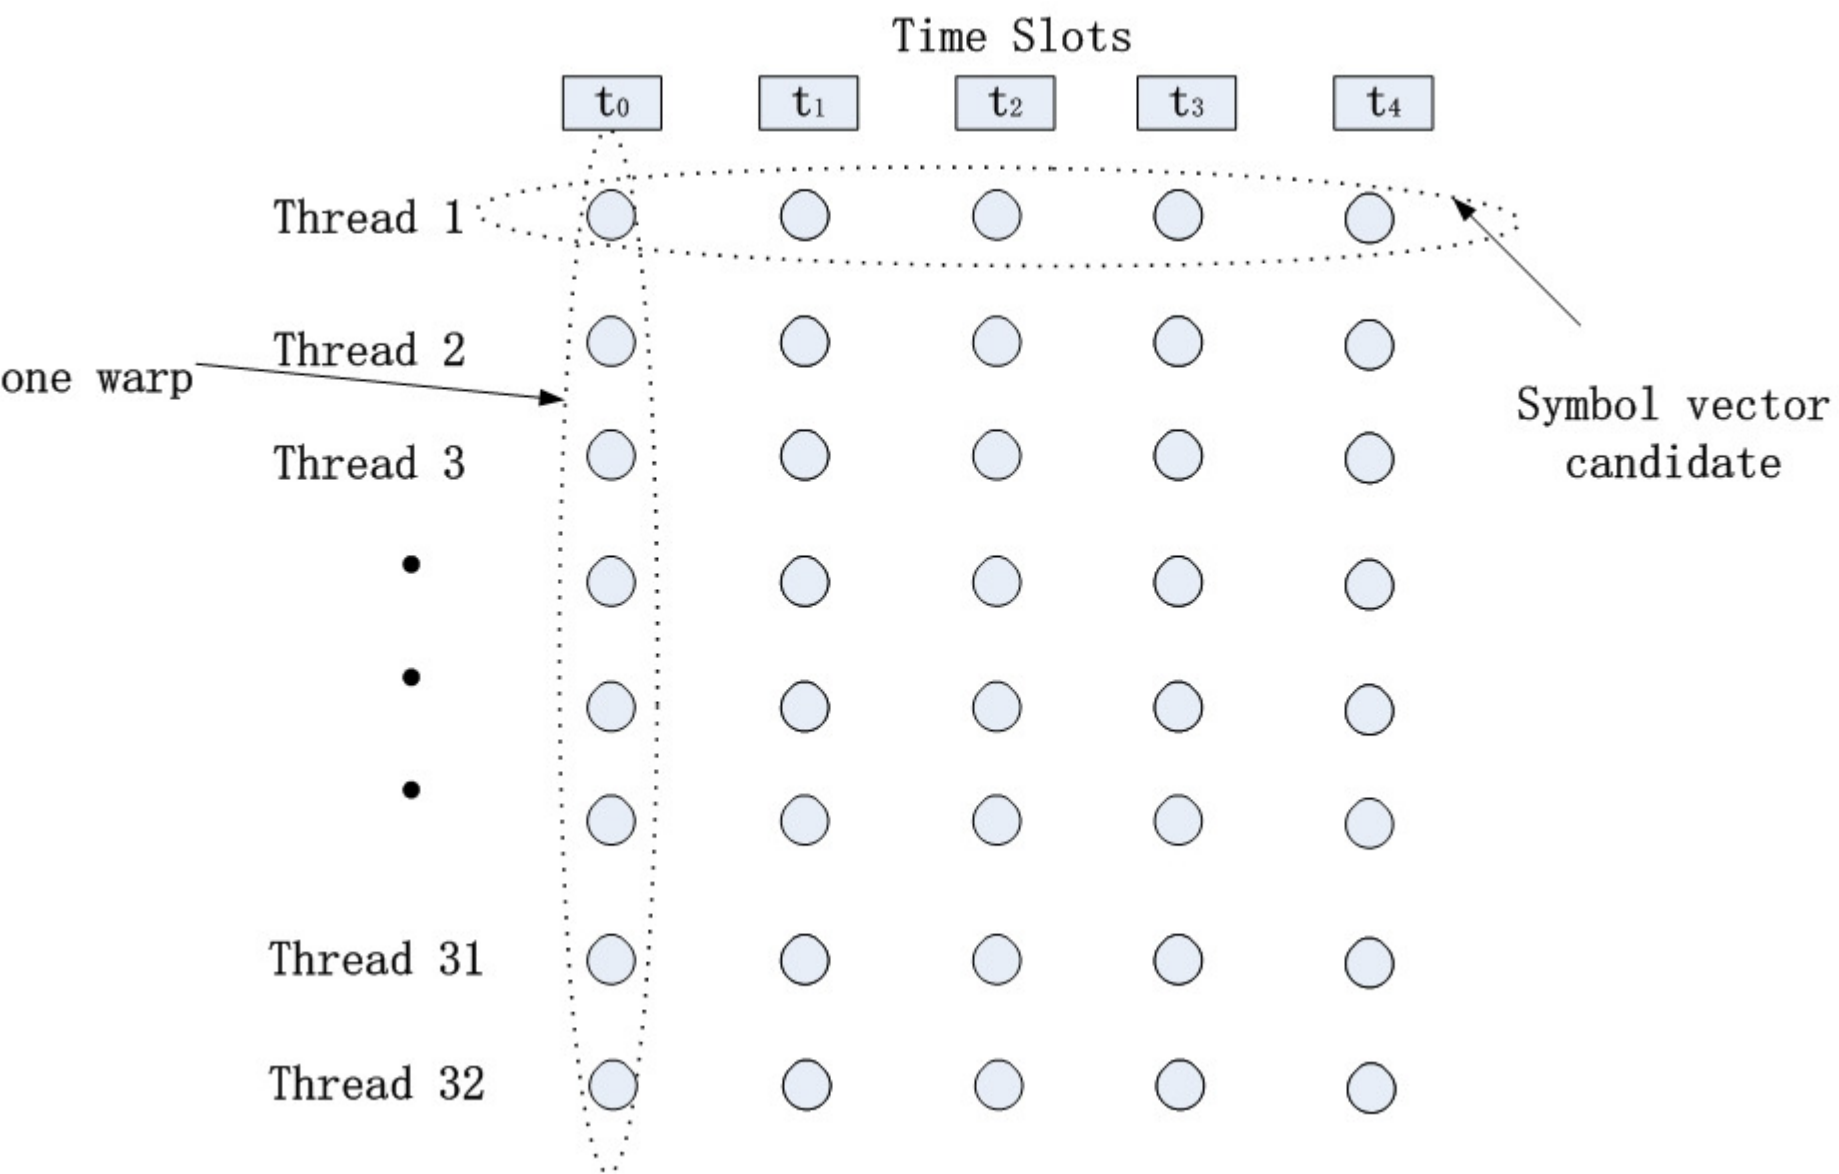 Time Slots
t0 t1 t2 t3 t4
Thread 1
Thread 2
one warp
Symbol vector
candidate
Thread 3
Thread 31
Thread 32